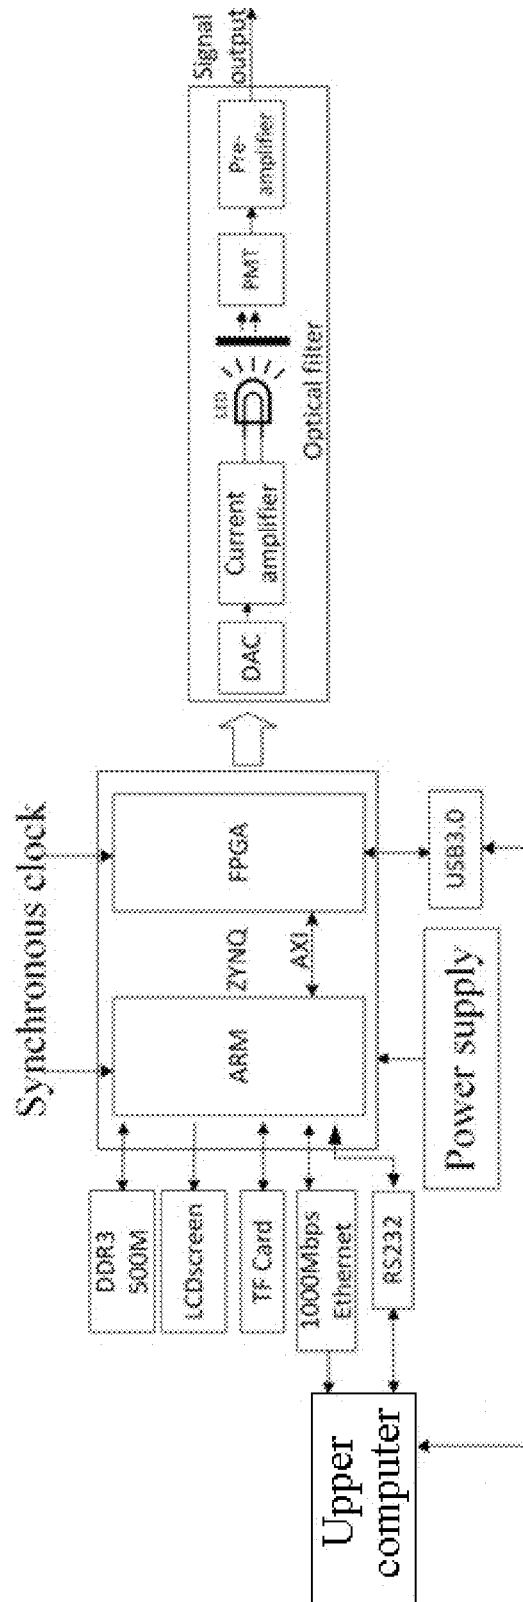 Synchronous clock
Signal
output
DDR3
500M
LCDscreen
TF Card
1000Mbps
Ethernet
RS232
ARM
ZYNQ
AXI
FPGA
DAC
Current
amplifier
LED
Optical filter
PMT
Pre-
amplifier
Upper
computer
Power supply
USB3.0